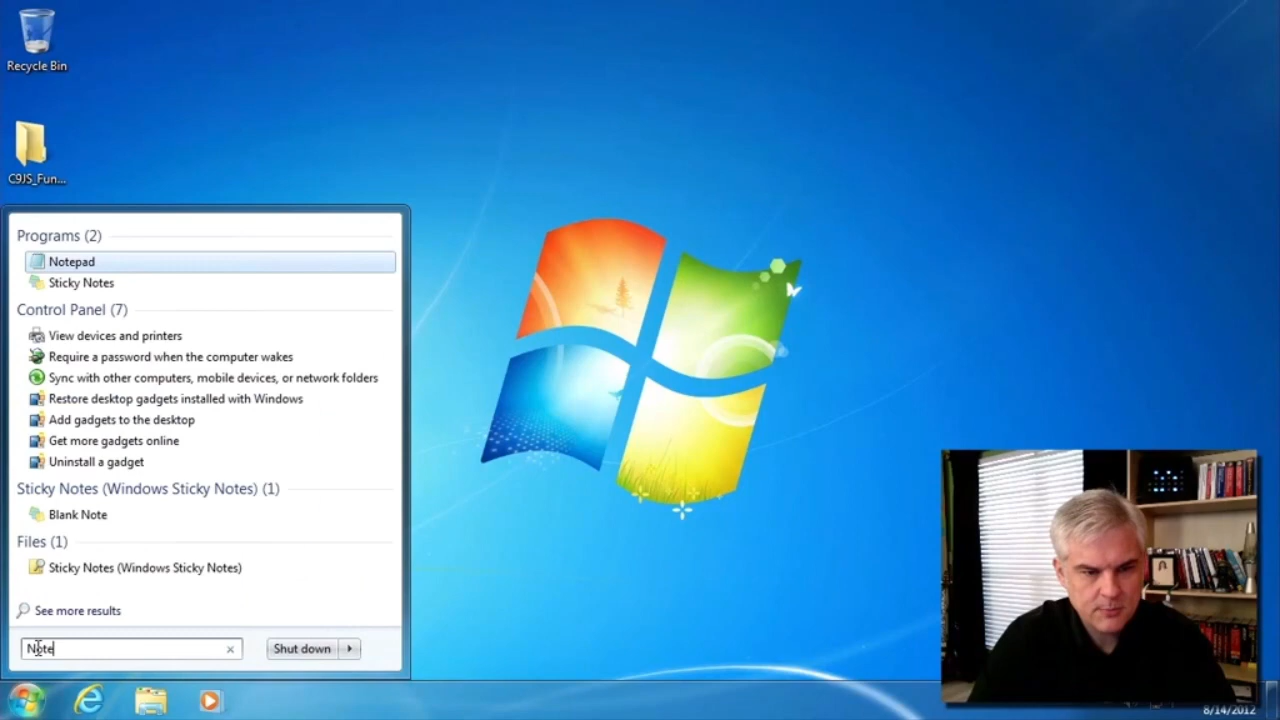 Recycle Bin
C9JS_Fun...
Programs (2)
Notepad
Sticky Notes
Control Panel (7)
View devices and printers
Require a password when the computer wakes
Sync with other computers, mobile devices, or network folders
Restore desktop gadgets installed with Windows
Add gadgets to the desktop
Get more gadgets online
Uninstall a gadget
Sticky Notes (Windows Sticky Notes) (1)
Blank Note
Files (1)
Sticky Notes (Windows Sticky Notes)
See more results
Note
Shut down
8/14/2012